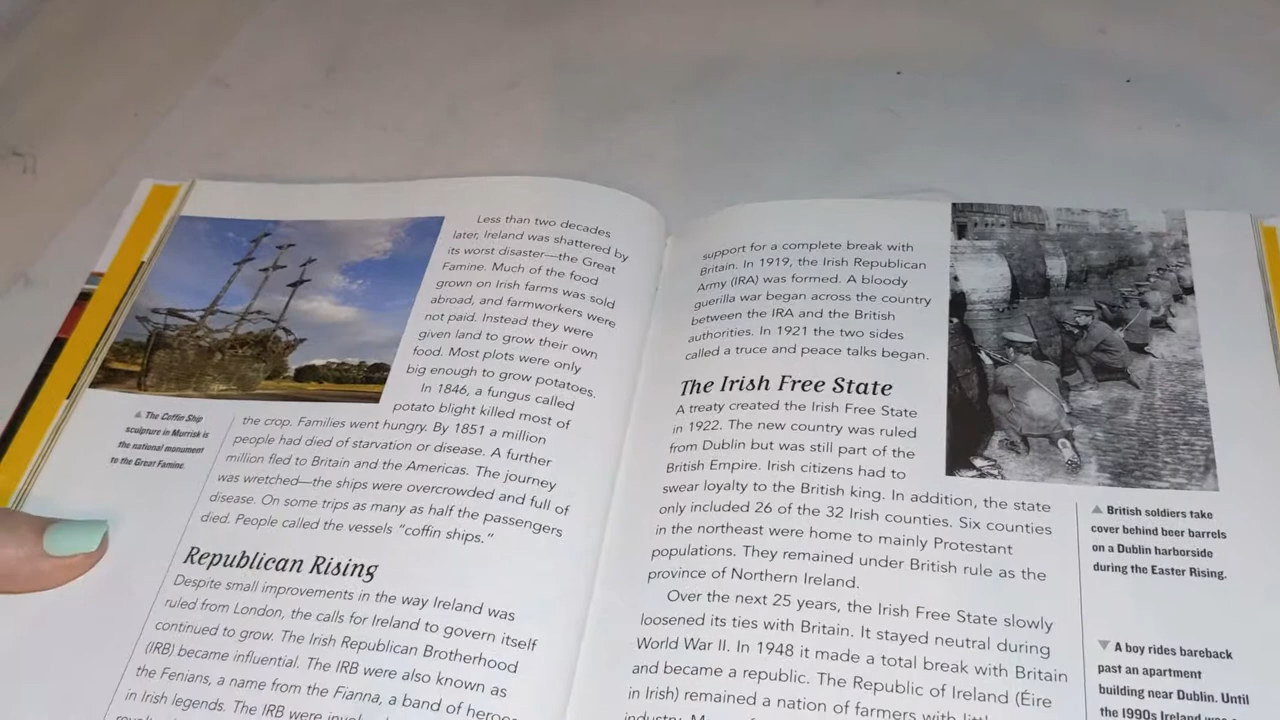 Less than two decades
later, Ireland was shattered by
its worst disaster—the Great
Famine. Much of the food
grown on Irish farms was sold
abroad, and farmworkers were
not paid. Instead they were
given land to grow their own
food. Most plots were only
big enough to grow potatoes.
In 1846, a fungus called
potato blight killed most of
the crop. Families went hungry. By 1851 a million
people had died of starvation or disease. A further
million fled to Britain and the Americas. The journey
was wretched—the ships were overcrowded and full of
disease. On some trips as many as half the passengers
died. People called the vessels "coffin ships."
▲ The Coffin Ship
sculpture in Murrisk is
the national monument
to the Great Famine.
Republican Rising
Despite small improvements in the way Ireland was
ruled from London, the calls for Ireland to govern itself
continued to grow. The Irish Republican Brotherhood
(IRB) became influential. The IRB were also known as
the Fenians, a name from the Fianna, a band of heroes
in Irish legends. The IRB were
support for a complete break with
Britain. In 1919, the Irish Republican
Army (IRA) was formed. A bloody
guerilla war began across the country
between the IRA and the British
authorities. In 1921 the two sides
called a truce and peace talks began.
The Irish Free State
A treaty created the Irish Free State
in 1922. The new country was ruled
from Dublin but was still part of the
British Empire. Irish citizens had to
swear loyalty to the British king. In addition, the state
only included 26 of the 32 Irish counties. Six counties
in the northeast were home to mainly Protestant
populations. They remained under British rule as the
province of Northern Ireland.
Over the next 25 years, the Irish Free State slowly
loosened its ties with Britain. It stayed neutral during
World War II. In 1948 it made a total break with Britain
and became a republic. The Republic of Ireland (Éire
in Irish) remained a nation of farmers with
▲ British soldiers take
cover behind beer barrels
on a Dublin harborside
during the Easter Rising.
▼ A boy rides bareback
past an apartment
building near Dublin. Until
the 1990s Ireland